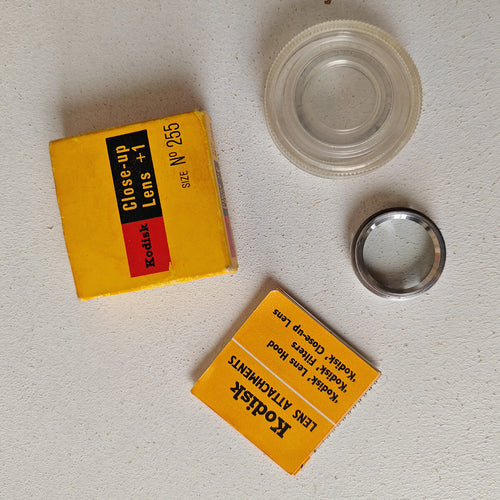 Kodisk
Close-up
Lens +1
SIZE Nº 255
Kodisk
LENS ATTACHMENTS
'Kodisk' Lens Hood
'Kodisk' Filters
'Kodisk' Close-up Lens